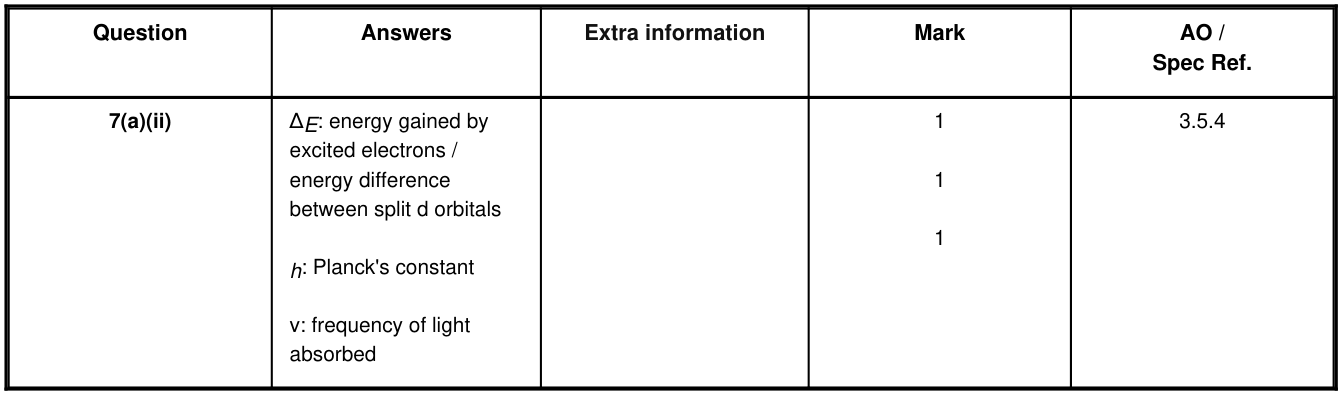 Question Answers Extra information Mark AO /
Spec Ref.
7(a)(ii) ΔE: energy gained by 1 3.5.4
excited electrons /
energy difference 1
between split d orbitals
1
h: Planck's constant
v: frequency of light
absorbed